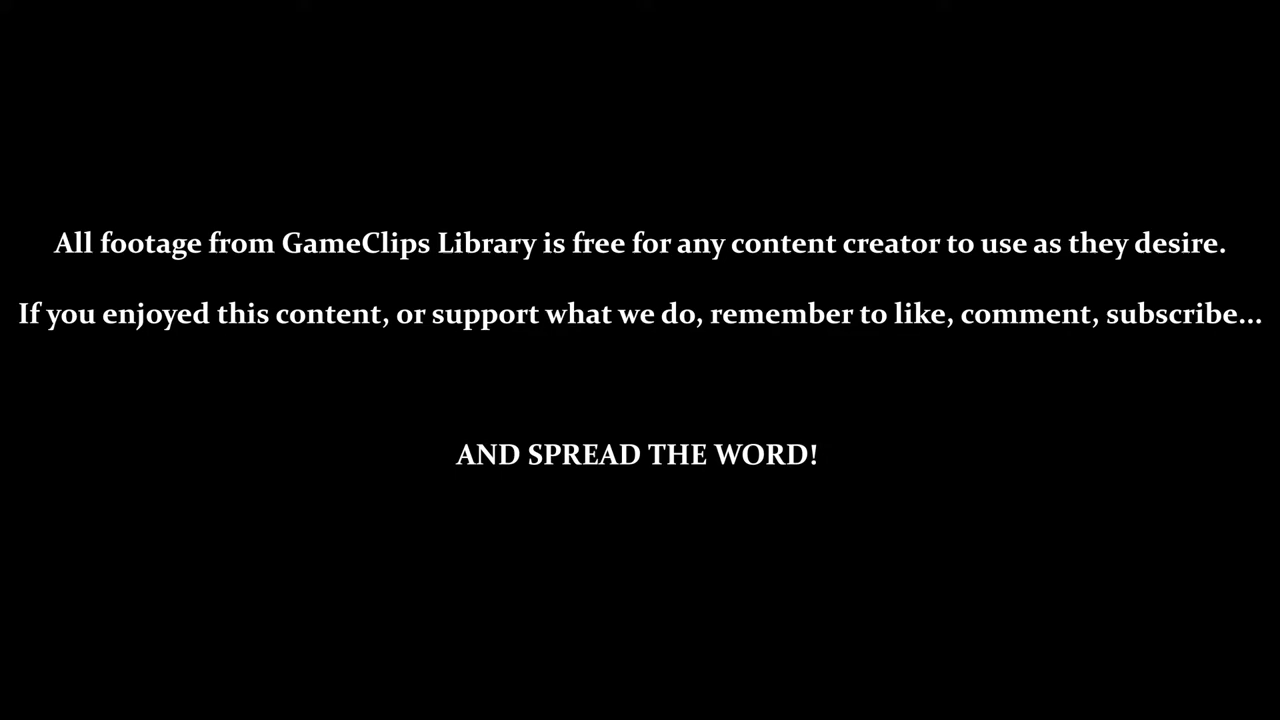 All footage from GameClips Library is free for any content creator to use as they desire.
If you enjoyed this content, or support what we do, remember to like, comment, subscribe...
AND SPREAD THE WORD!